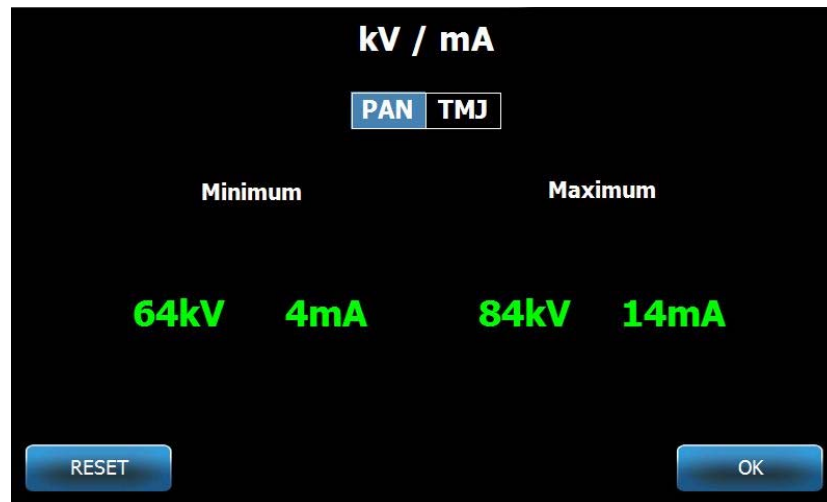 kV / mA
PAN TMJ
Minimum Maximum
64kV 4mA 84kV 14mA
RESET OK